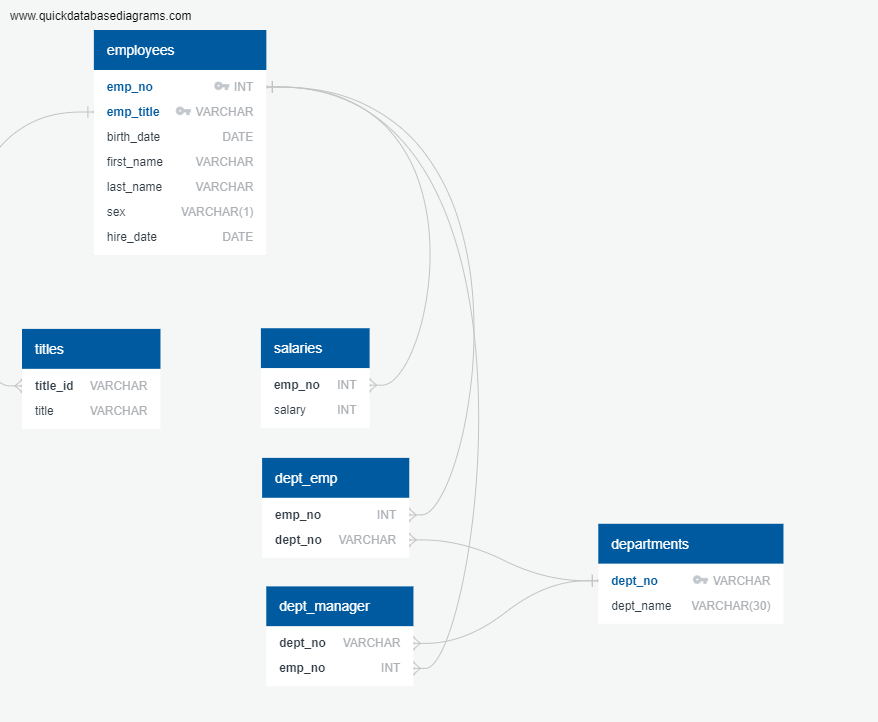 www.quickdatabasediagrams.com
employees
emp_no INT
emp_title VARCHAR
birth_date DATE
first_name VARCHAR
last_name VARCHAR
sex VARCHAR(1)
hire_date DATE
titles
title_id VARCHAR
title VARCHAR
salaries
emp_no INT
salary INT
dept_emp
emp_no INT
dept_no VARCHAR
departments
dept_no VARCHAR
dept_name VARCHAR(30)
dept_manager
dept_no VARCHAR
emp_no INT